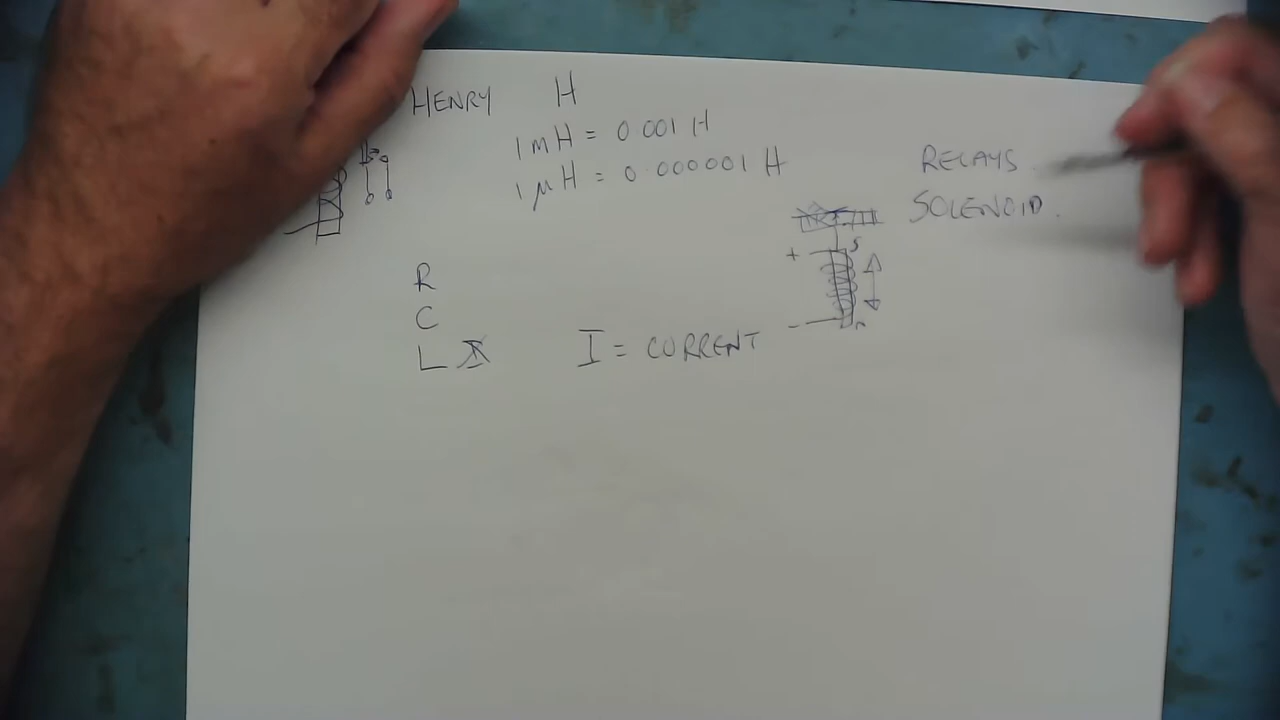 HENRY H
1 mH = 0.001 H
1 μH = 0.000001 H
RELAYS
SOLENOID.
+ S
- n
R
C
L
I = CURRENT